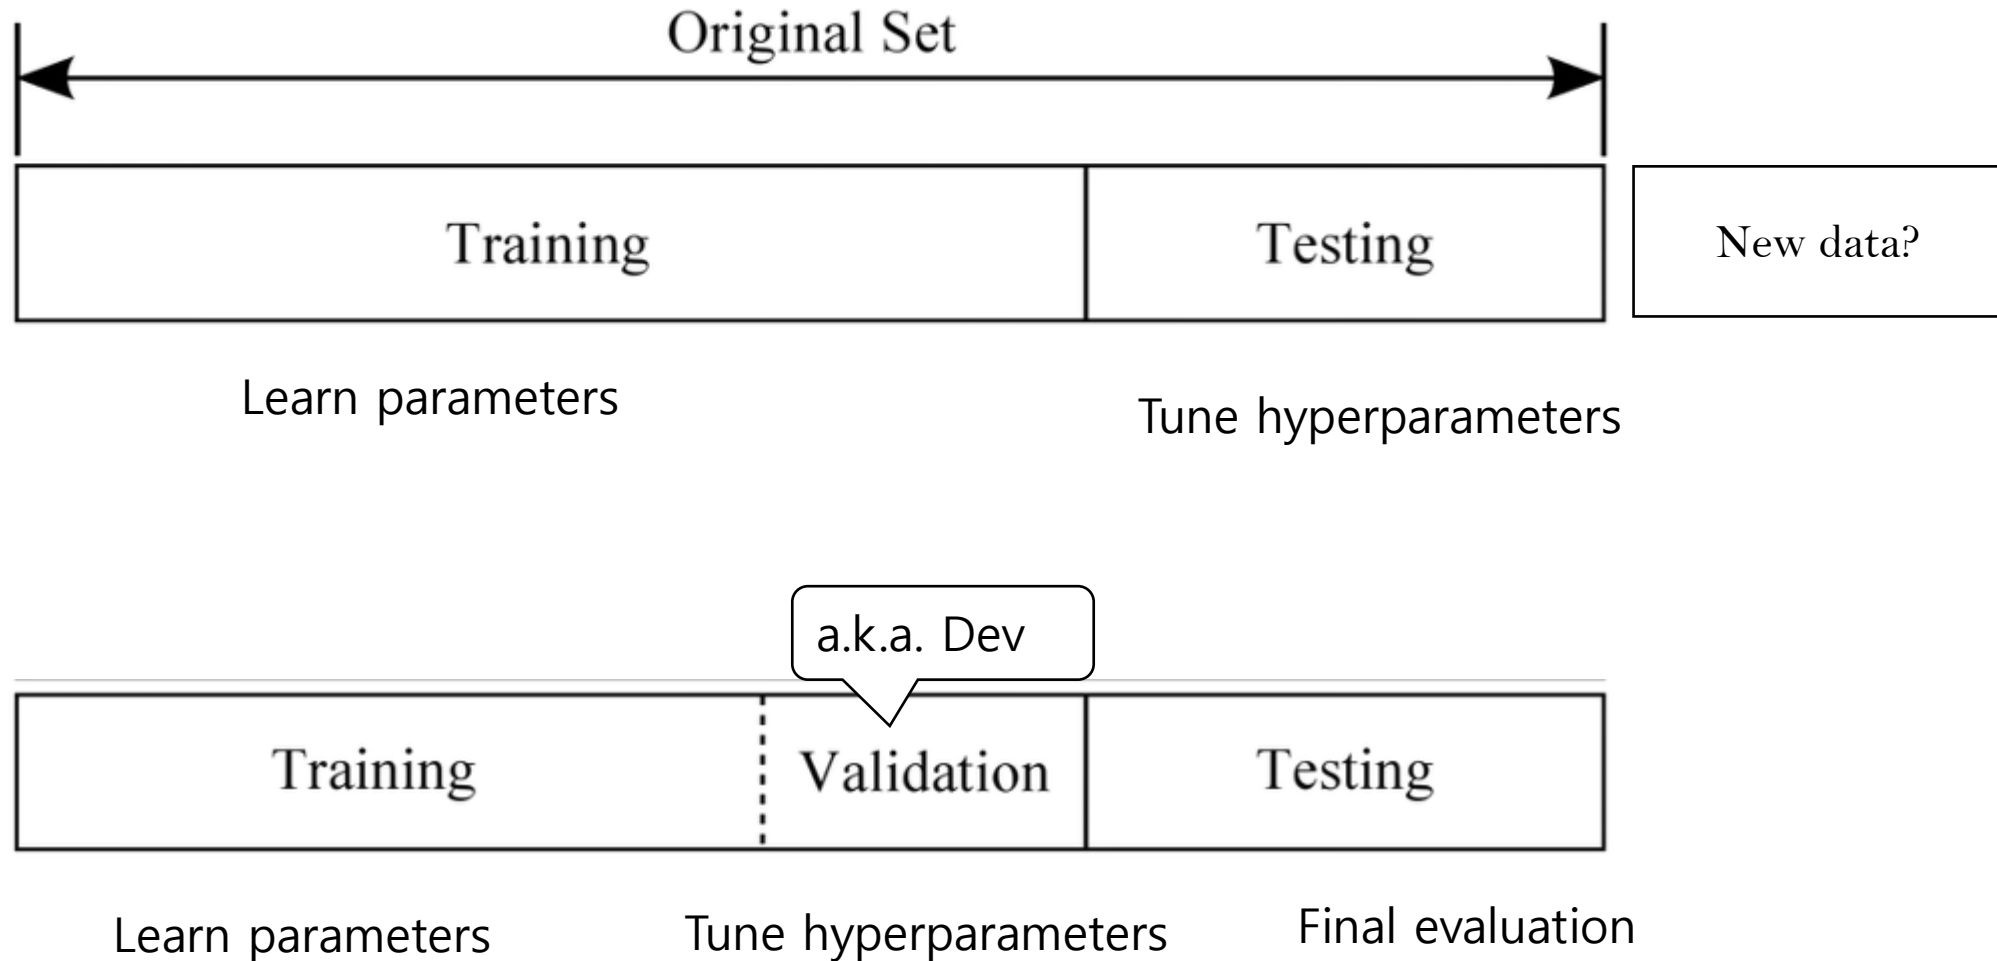 Original Set
Training
Testing
New data?
Learn parameters
Tune hyperparameters
a.k.a. Dev
Training
Validation
Testing
Learn parameters
Tune hyperparameters
Final evaluation